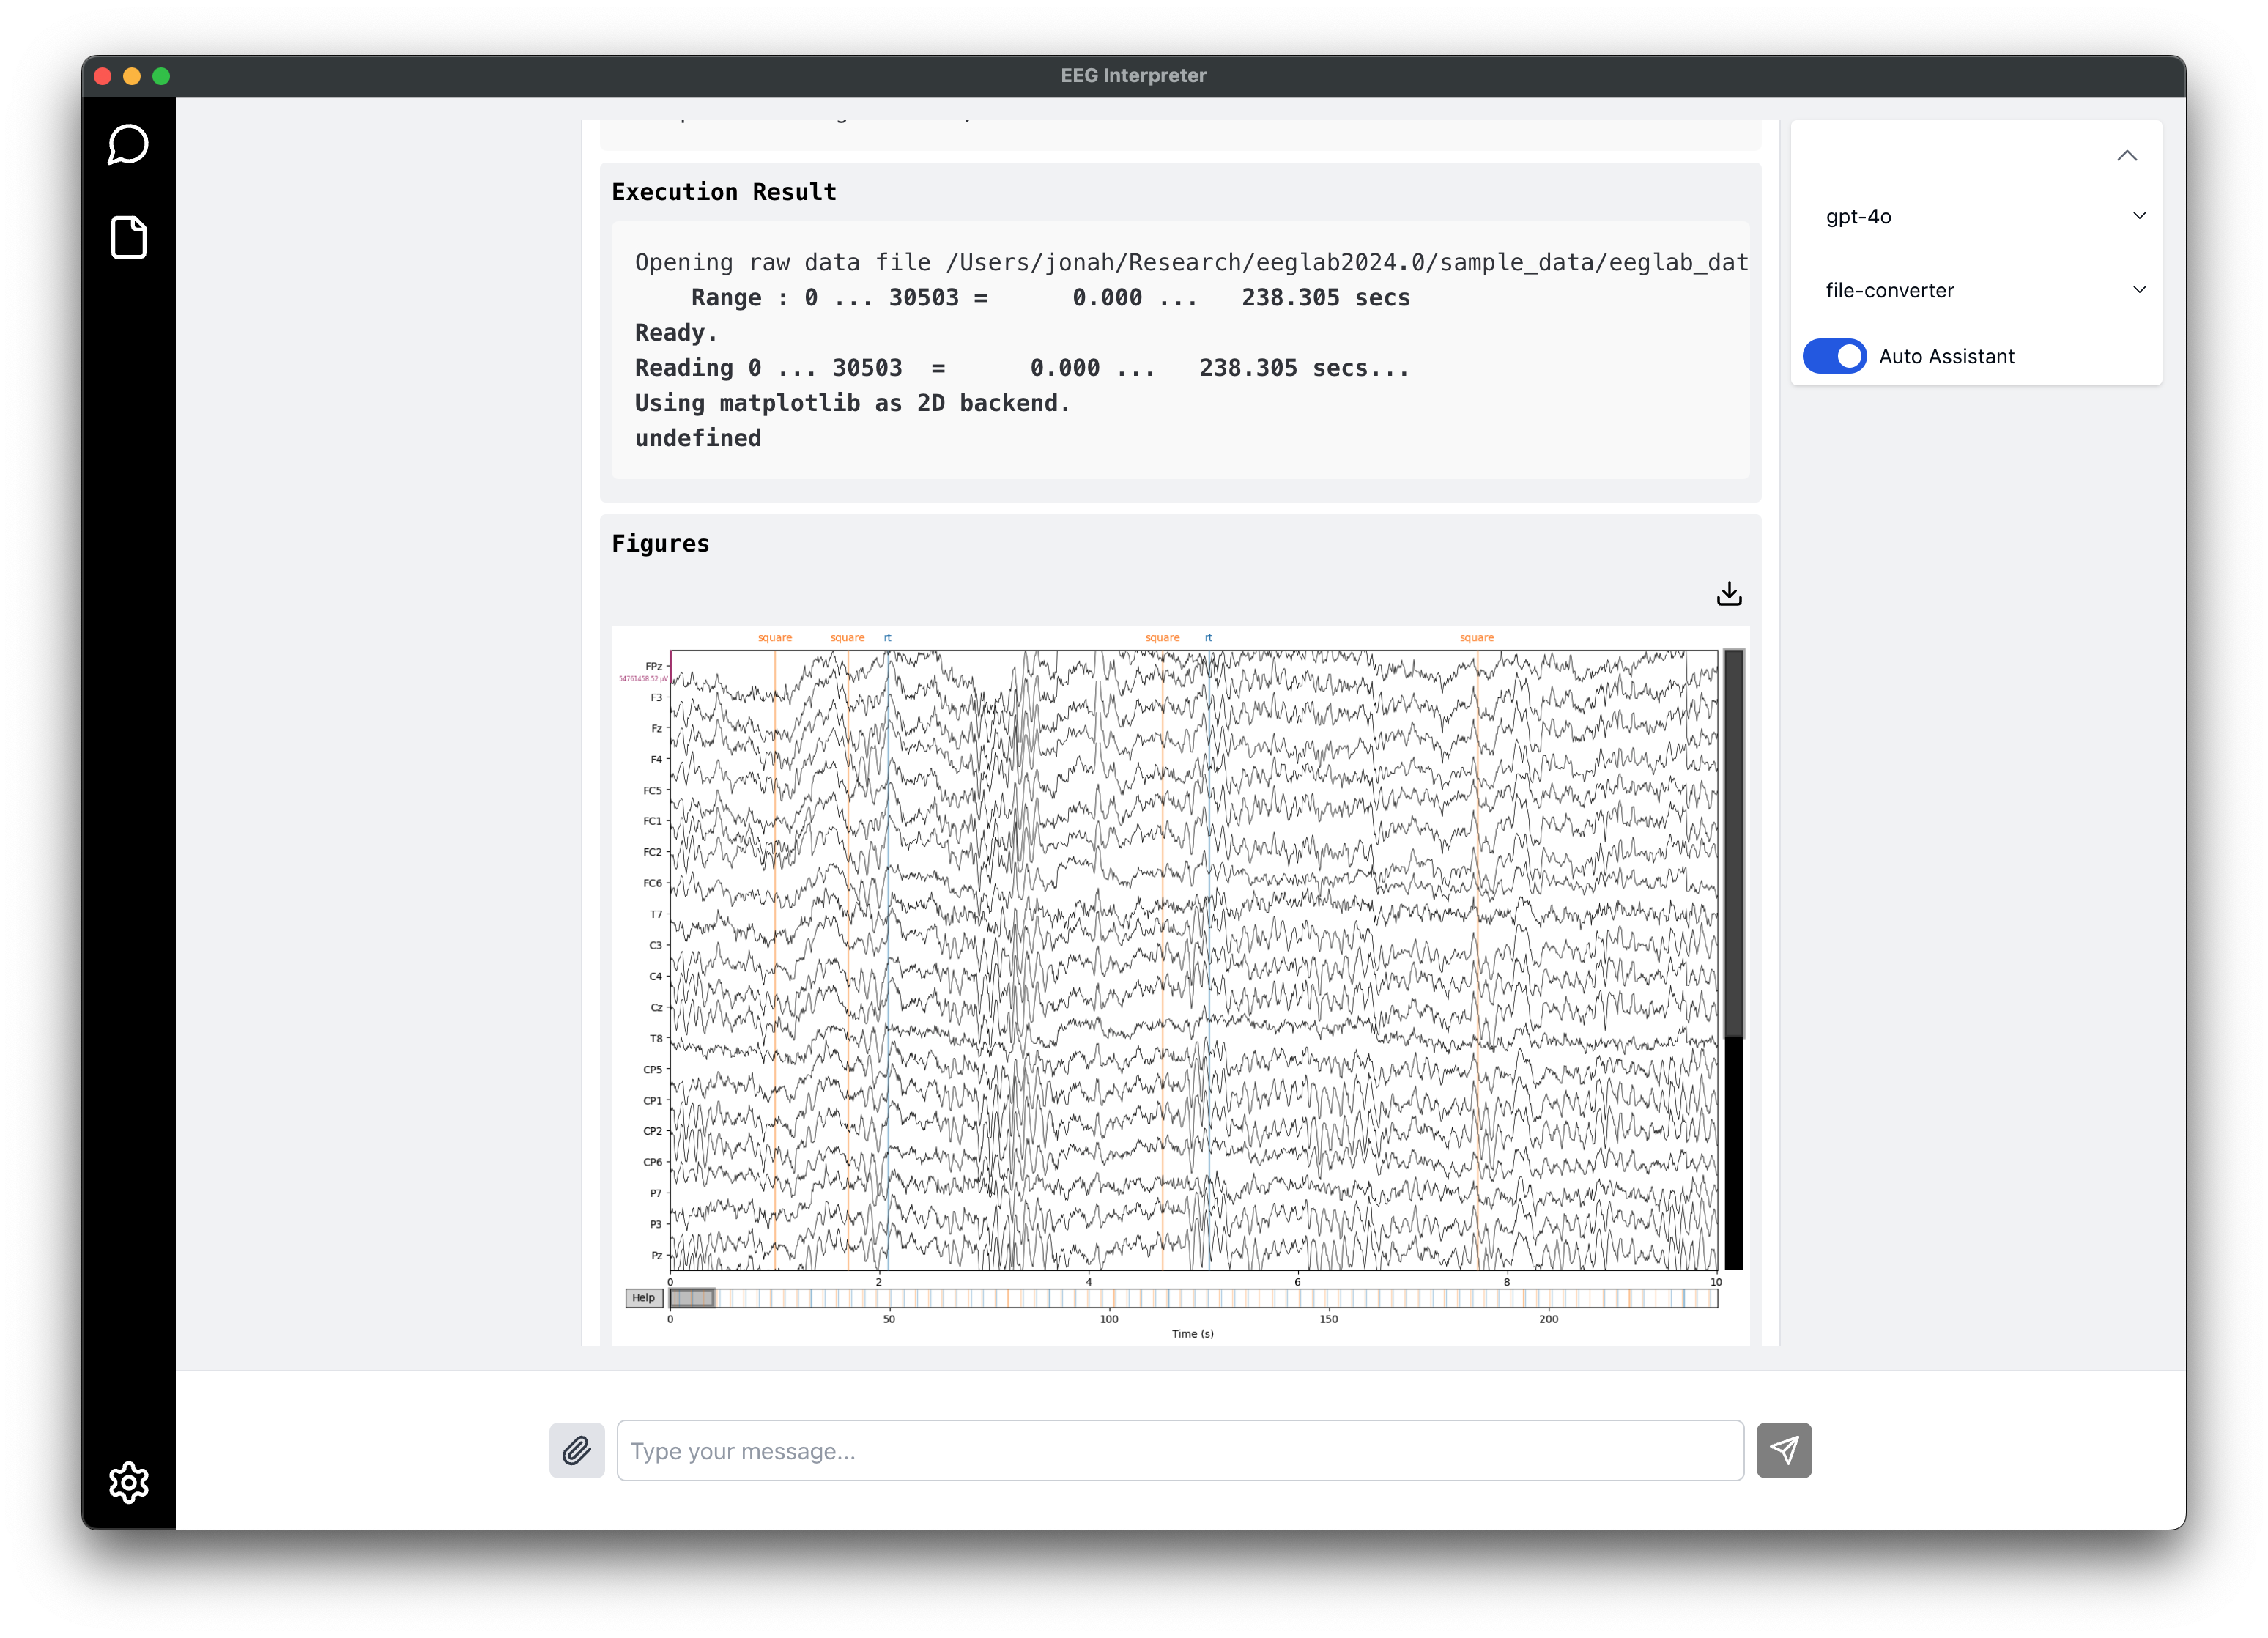 EEG Interpreter
Execution Result
Opening raw data file /Users/jonah/Research/eeglab2024.0/sample_data/eeglab_dat
Range : 0 ... 30503 =      0.000 ...   238.305 secs
Ready.
Reading 0 ... 30503  =      0.000 ...   238.305 secs...
Using matplotlib as 2D backend.
undefined
Figures
square square rt square rt square
FPz
54761458.52 µV
F3
Fz
F4
FC5
FC1
FC2
FC6
T7
C3
C4
Cz
T8
CP5
CP1
CP2
CP6
P7
P3
Pz
0 2 4 6 8 10
Help
0 50 100 150 200
Time (s)
gpt-4o
file-converter
Auto Assistant
Type your message...